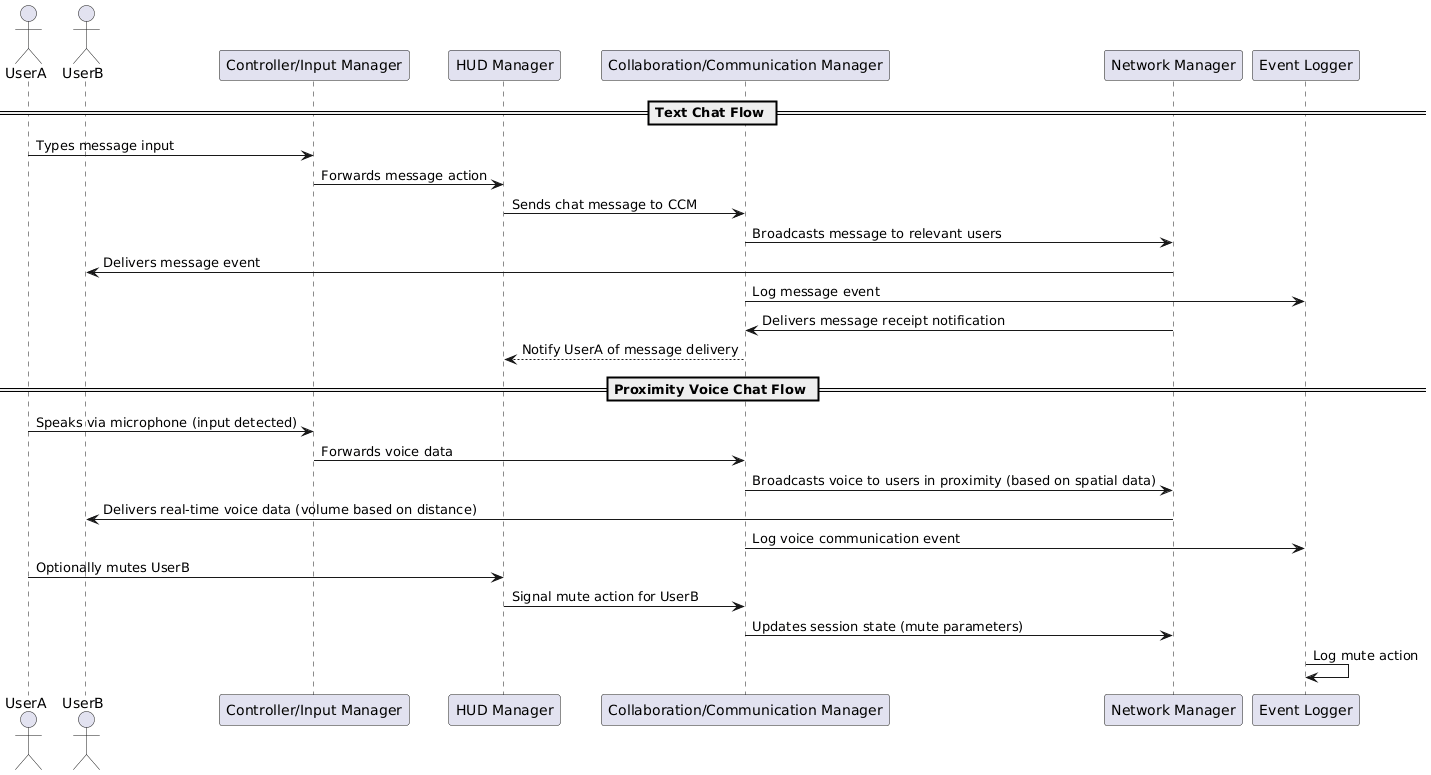 UserA
UserB
Controller/Input Manager
HUD Manager
Collaboration/Communication Manager
Network Manager
Event Logger
Text Chat Flow
Types message input
Forwards message action
Sends chat message to CCM
Broadcasts message to relevant users
Delivers message event
Log message event
Delivers message receipt notification
Notify UserA of message delivery
Proximity Voice Chat Flow
Speaks via microphone (input detected)
Forwards voice data
Broadcasts voice to users in proximity (based on spatial data)
Delivers real-time voice data (volume based on distance)
Log voice communication event
Optionally mutes UserB
Signal mute action for UserB
Updates session state (mute parameters)
Log mute action
UserA
UserB
Controller/Input Manager
HUD Manager
Collaboration/Communication Manager
Network Manager
Event Logger